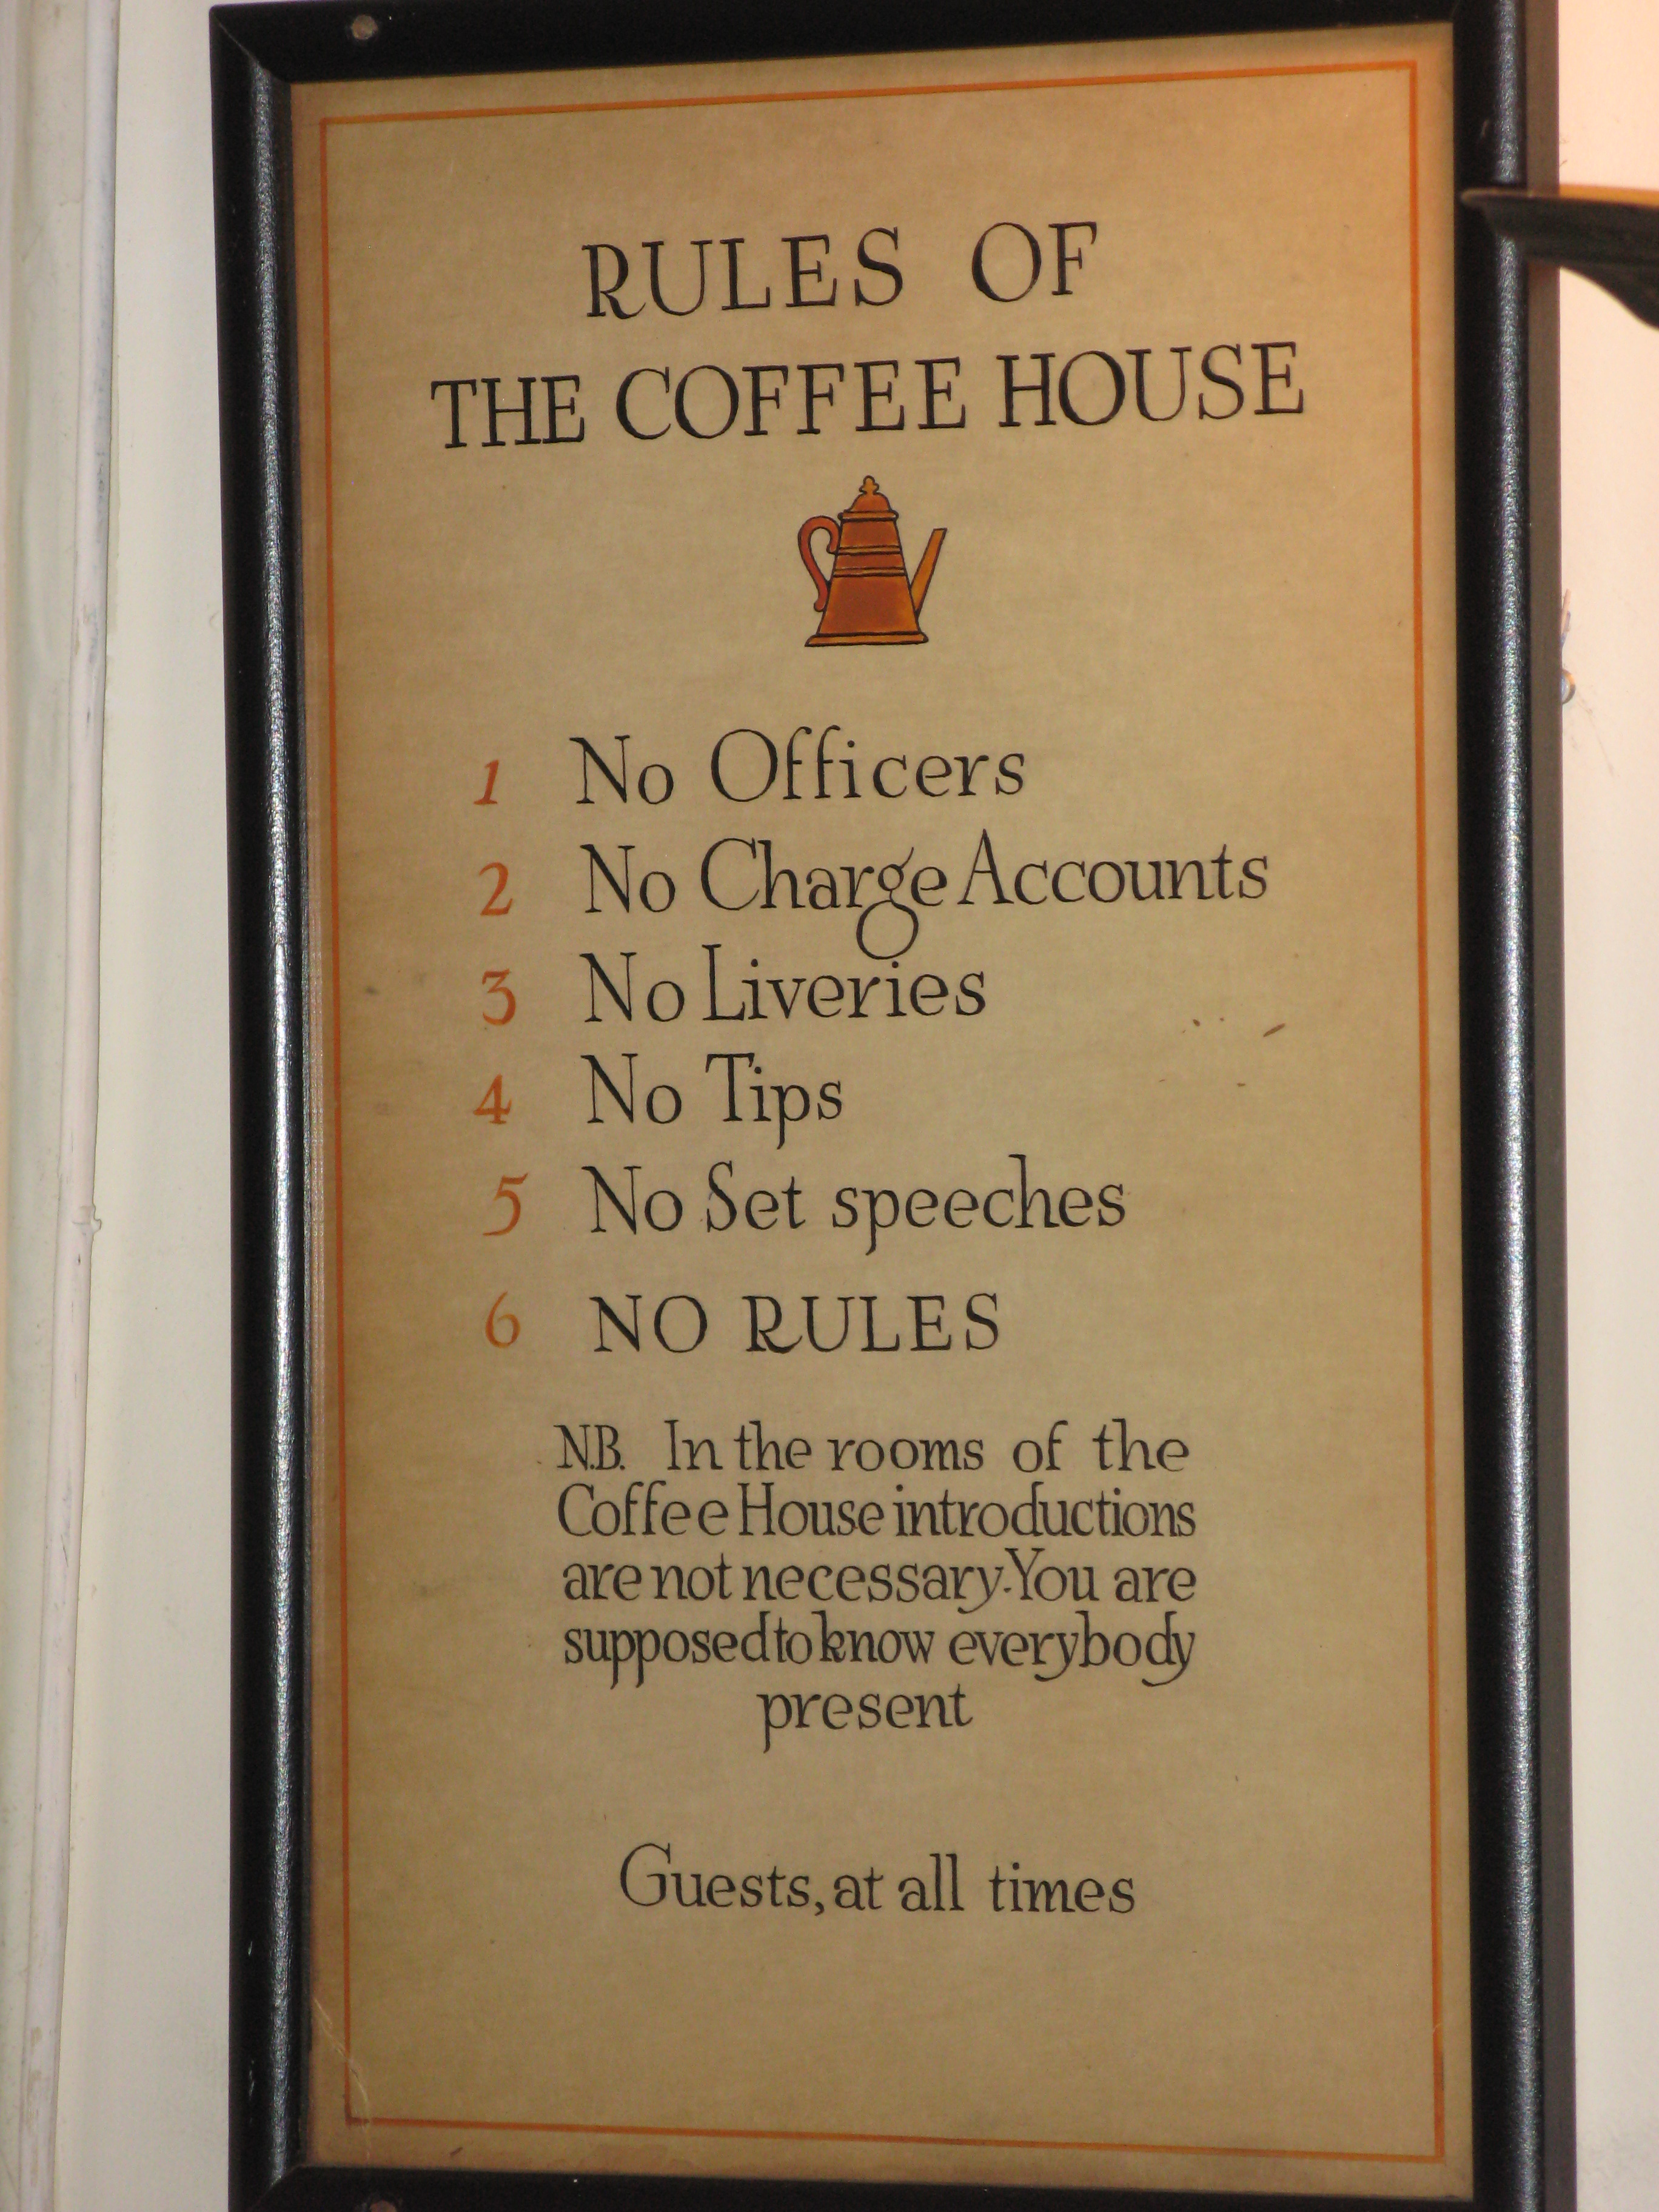 RULES OF
THE COFFEE HOUSE
1 No Officers
2 No Charge Accounts
3 No Liveries
4 No Tips
5 No Set speeches
6 NO RULES
N.B. In the rooms of the
Coffee House introductions
are not necessary. You are
supposed to know everybody
present
Guests, at all times